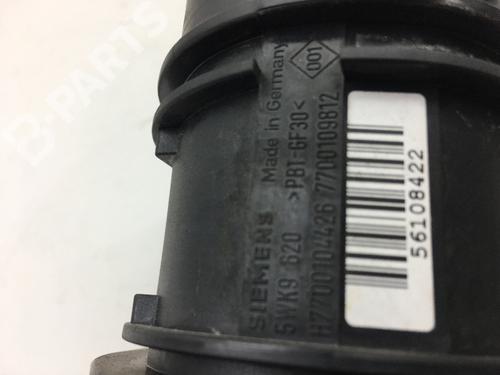 B-PARTS
SIEMENS Made in Germany 001
5WK9 620 >PBT-GF30<
H7700104426 7700109812
56108422